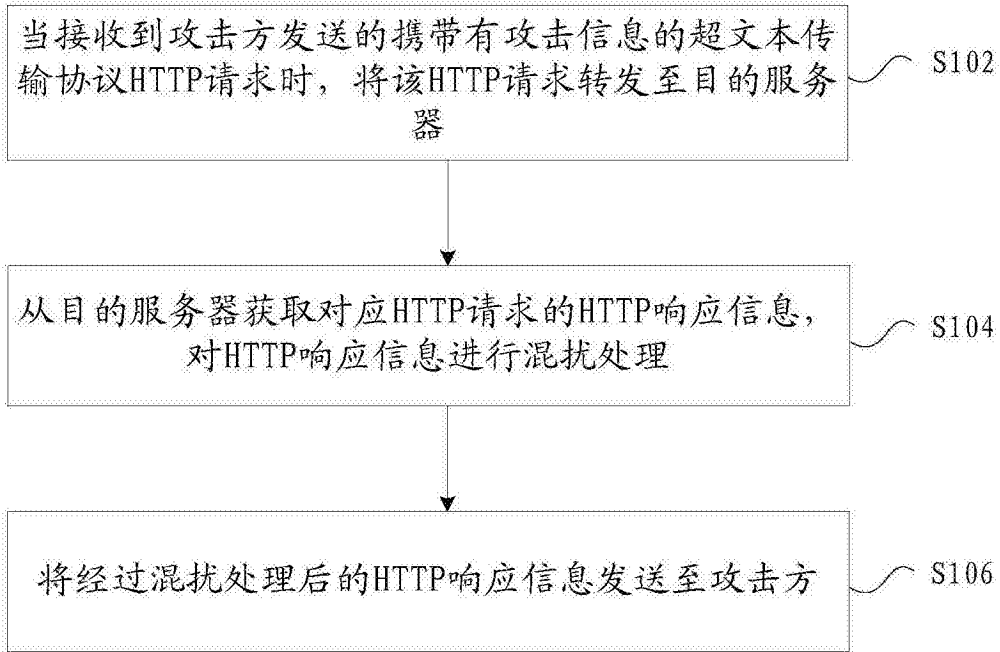 当接收到攻击方发送的携带有攻击信息的超文本传
输协议HTTP请求时，将该HTTP请求转发至目的服务
器
S102
从目的服务器获取对应HTTP请求的HTTP响应信息，
对HTTP响应信息进行混扰处理
S104
将经过混扰处理后的HTTP响应信息发送至攻击方
S106